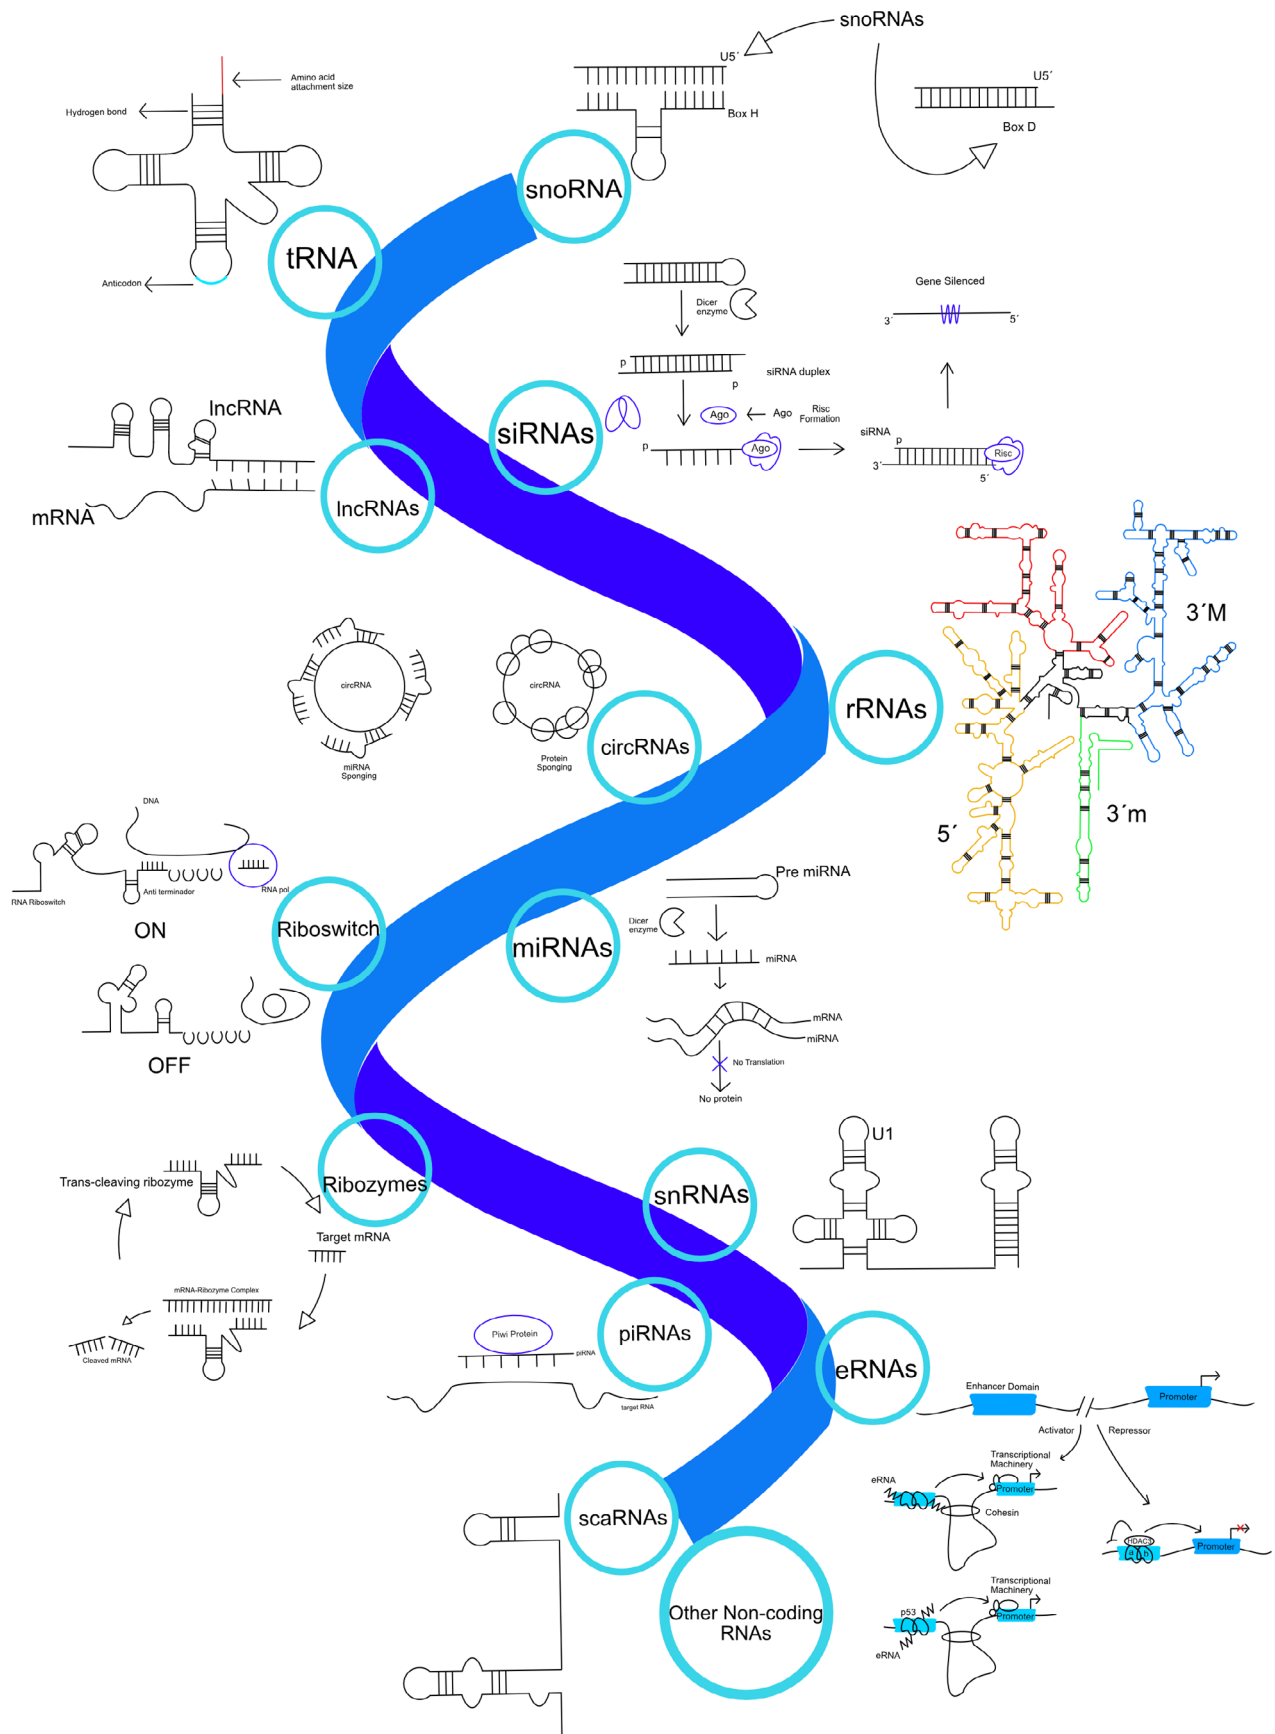 snoRNAs
U5´
Box H
U5´
Box D
snoRNA
Amino acid
attachment size
Hydrogen bond
Anticodon
tRNA
Dicer
enzyme
p
p
siRNA duplex
Ago
Ago
Risc
Formation
p
Ago
siRNA
p
3´
5´
Risc
Gene Silenced
3´
5´
siRNAs
lncRNA
mRNA
lncRNAs
3´M
3´m
5´
rRNAs
circRNA
miRNA
Sponging
circRNA
Protein
Sponging
circRNAs
DNA
RNA Riboswitch
Anti terminador
RNA pol
ON
OFF
Riboswitch
Pre miRNA
Dicer
enzyme
miRNA
mRNA
miRNA
No Translation
No protein
miRNAs
Trans-cleaving ribozyme
Target mRNA
mRNA-Ribozyme Complex
Cleaved mRNA
Ribozymes
U1
snRNAs
Piwi Protein
piRNA
target RNA
piRNAs
eRNAs
Enhancer Domain
Promoter
Activator
Repressor
Transcriptional
Machinery
eRNA
Promoter
Cohesin
HDAC3
a
b
Promoter
Transcriptional
Machinery
p53
Promoter
eRNA
scaRNAs
Other Non-coding
RNAs